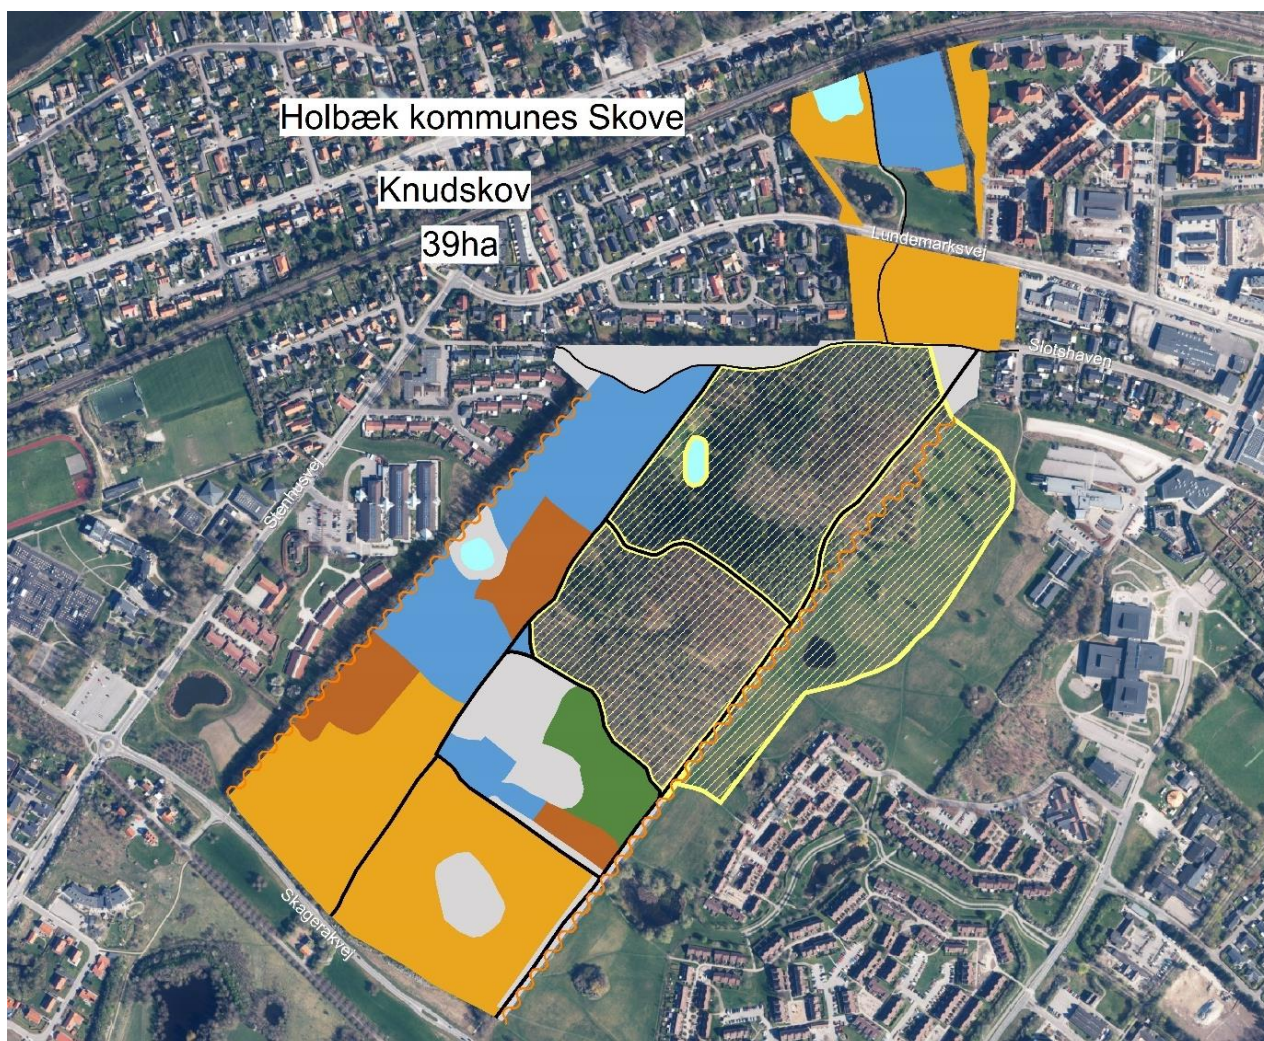 Holbæk kommunes Skove
Knudskov
39ha
Lundemarksvej
Slotshaven
Stenhusvej
Skagerakvej